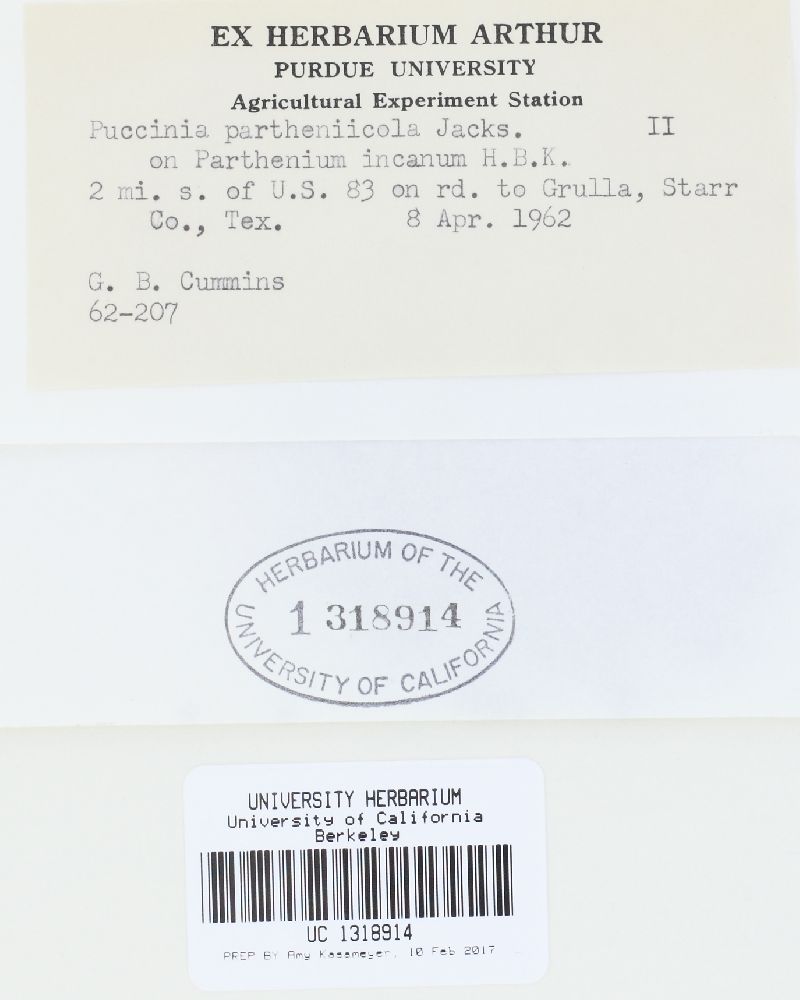 EX HERBARIUM ARTHUR
PURDUE UNIVERSITY
Agricultural Experiment Station
Puccinia partheniicola Jacks. II
on Parthenium incanum H.B.K.
2 mi. s. of U.S. 83 on rd. to Grulla, Starr
Co., Tex. 8 Apr. 1962
G. B. Cummins
62-207
HERBARIUM OF THE
1 318914
UNIVERSITY OF CALIFORNIA
UNIVERSITY HERBARIUM
University of California
Berkeley
UC 1318914
PREP BY Amy Kassmeyer, 10 Feb 2017